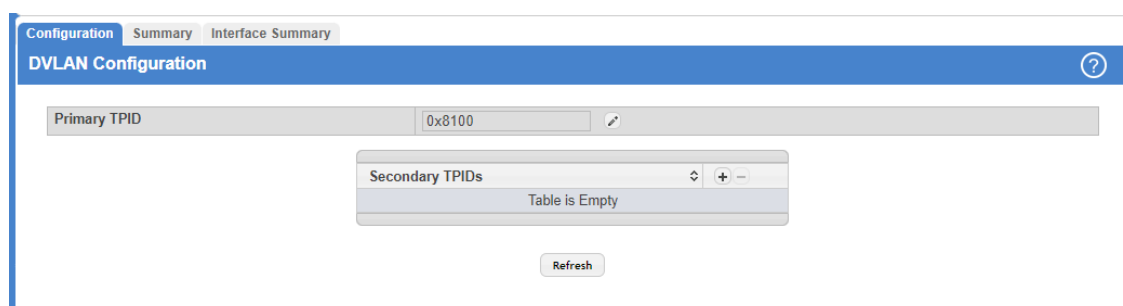 Configuration Summary Interface Summary
DVLAN Configuration
Primary TPID 0x8100
Secondary TPIDs
Table is Empty
Refresh